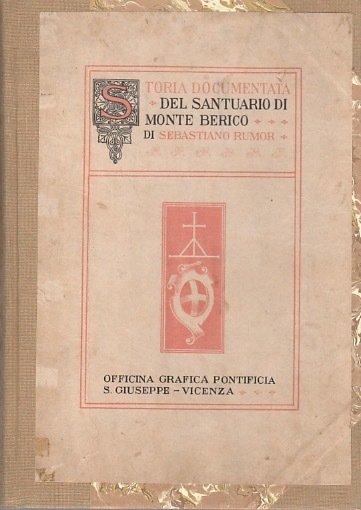 STORIA DOCUMENTATA
DEL SANTUARIO DI
MONTE BERICO
DI SEBASTIANO RUMOR
OFFICINA GRAFICA PONTIFICIA
S. GIUSEPPE – VICENZA